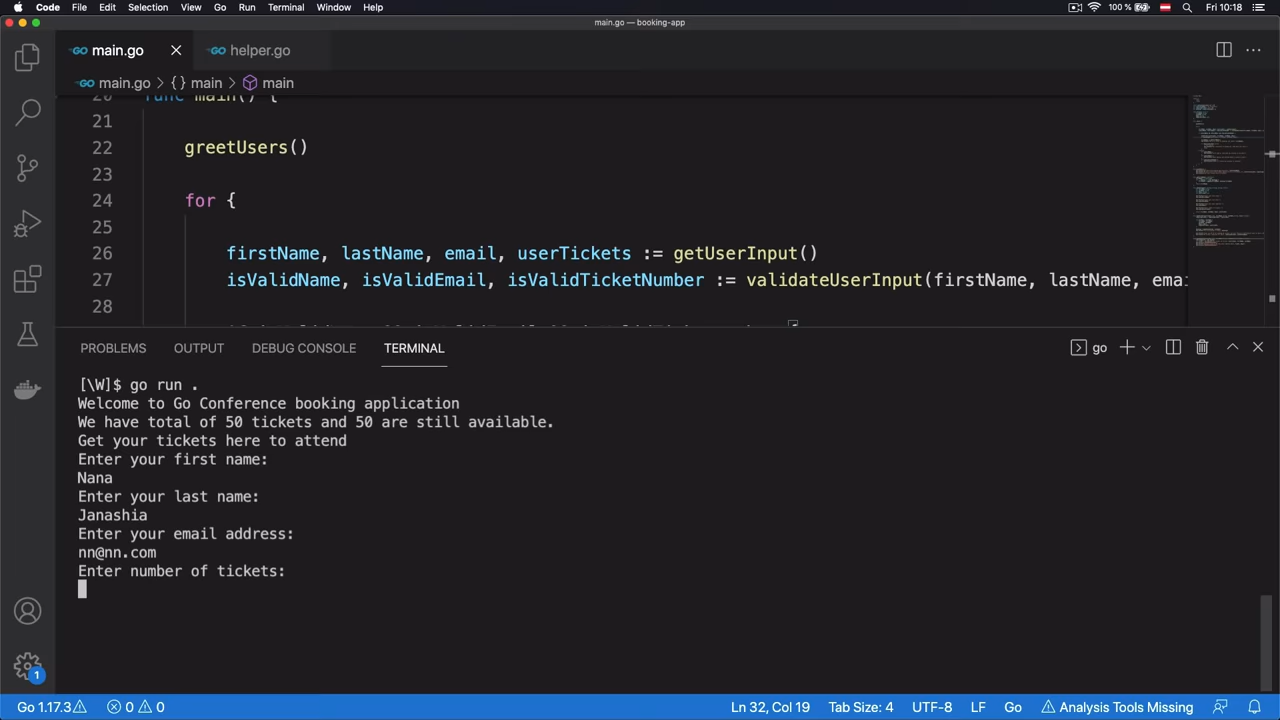 Code File Edit Selection View Go Run Terminal Window Help 100 % Fri 10:18
main.go — booking-app
main.go helper.go
main.go > {} main > main
20 func main() {
21
22 greetUsers()
23
24 for {
25
26 firstName, lastName, email, userTickets := getUserInput()
27 isValidName, isValidEmail, isValidTicketNumber := validateUserInput(firstName, lastName, emai
28
PROBLEMS OUTPUT DEBUG CONSOLE TERMINAL go
[\W]$ go run .
Welcome to Go Conference booking application
We have total of 50 tickets and 50 are still available.
Get your tickets here to attend
Enter your first name:
Nana
Enter your last name:
Janashia
Enter your email address:
nn@nn.com
Enter number of tickets:
1
Go 1.17.3 0 0 Ln 32, Col 19 Tab Size: 4 UTF-8 LF Go Analysis Tools Missing